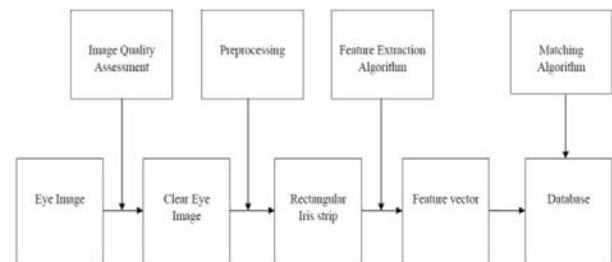 Image Quality
Assessment
Preprocessing
Feature Extraction
Algorithm
Matching
Algorithm
Eye Image
Clear Eye
Image
Rectangular
Iris strip
Feature vector
Database